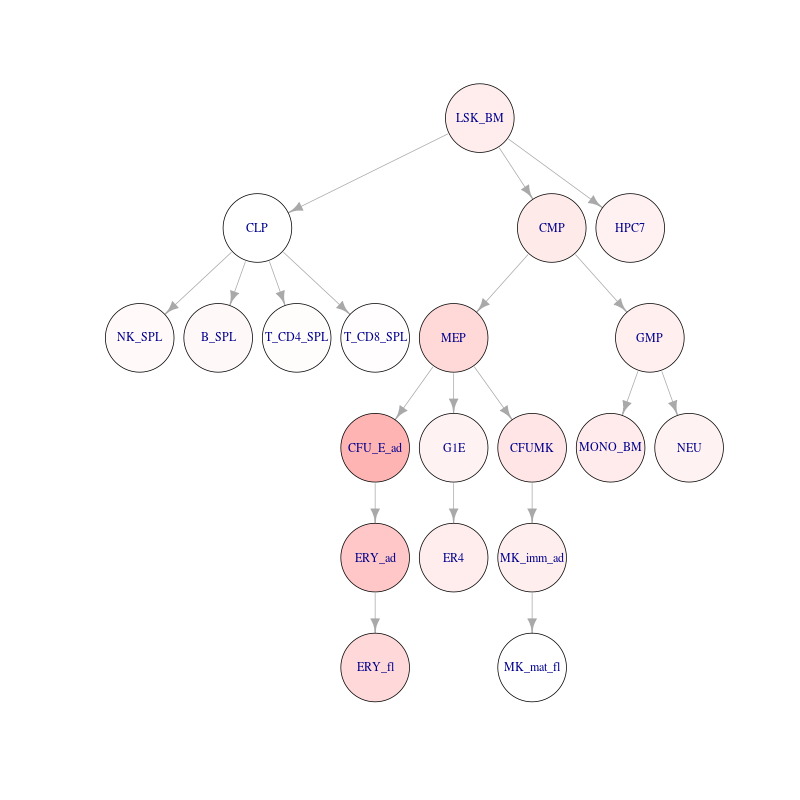 LSK_BM
CLP
CMP
HPC7
NK_SPL
B_SPL
T_CD4_SPL
T_CD8_SPL
MEP
GMP
CFU_E_ad
G1E
CFUMK
MONO_BM
NEU
ERY_ad
ER4
MK_imm_ad
ERY_fl
MK_mat_fl